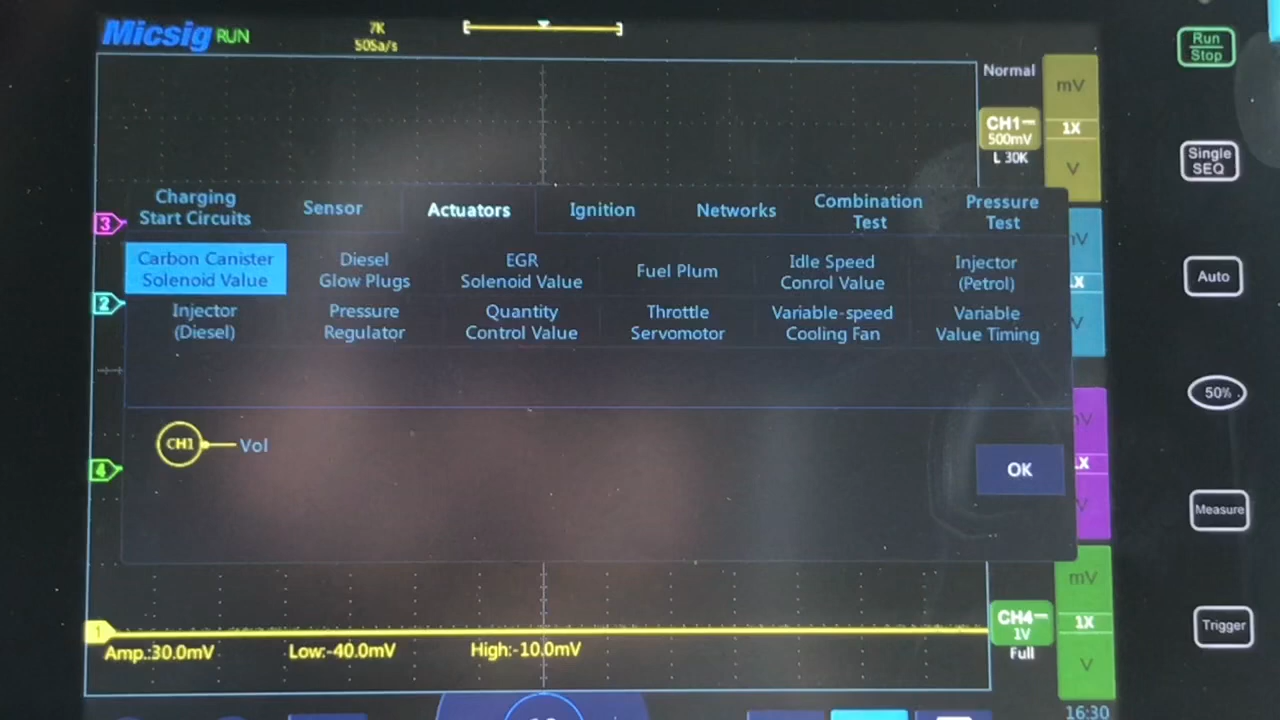 Micsig RUN
7K
50Sa/s
Run
Stop
Normal
mV
CH1
500mV
1X
L 30K
V
Single
SEQ
Charging
Start Circuits
Sensor
Actuators
Ignition
Networks
Combination
Test
Pressure
Test
3
Carbon Canister
Solenoid Value
Diesel
Glow Plugs
EGR
Solenoid Value
Fuel Plum
Idle Speed
Conrol Value
Injector
(Petrol)
Auto
2
Injector
(Diesel)
Pressure
Regulator
Quantity
Control Value
Throttle
Servomotor
Variable-speed
Cooling Fan
Variable
Value Timing
50%
CH1
Vol
4
OK
Measure
mV
CH4
1V
1X
Full
V
Trigger
1
Amp.:30.0mV
Low:-40.0mV
High:-10.0mV
16:30